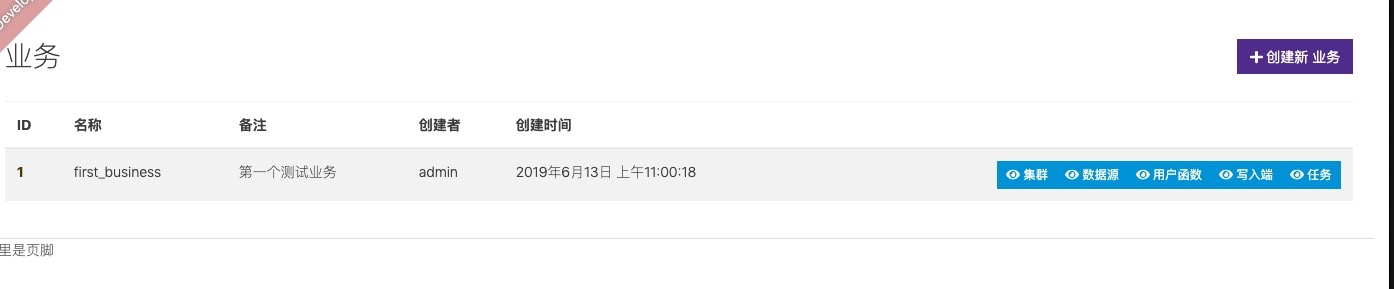 业务
创建新 业务
ID 名称 备注 创建者 创建时间
1 first_business 第一个测试业务 admin 2019年6月13日 上午11:00:18 集群 数据源 用户函数 写入端 任务
里是页脚